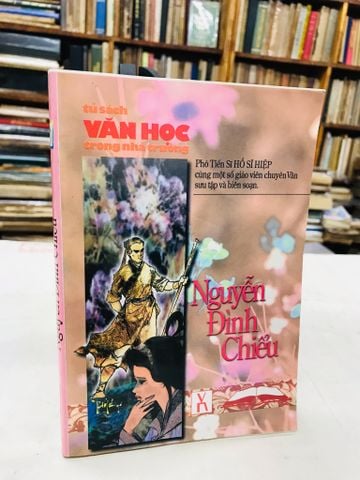 tủ sách
VĂN HỌC
trong nhà trường
Phó Tiến Sĩ HỒ SĨ HIỆP
cùng một số giáo viên chuyên Văn
sưu tập và biên soạn.
Nguyễn
Đình
Chiểu